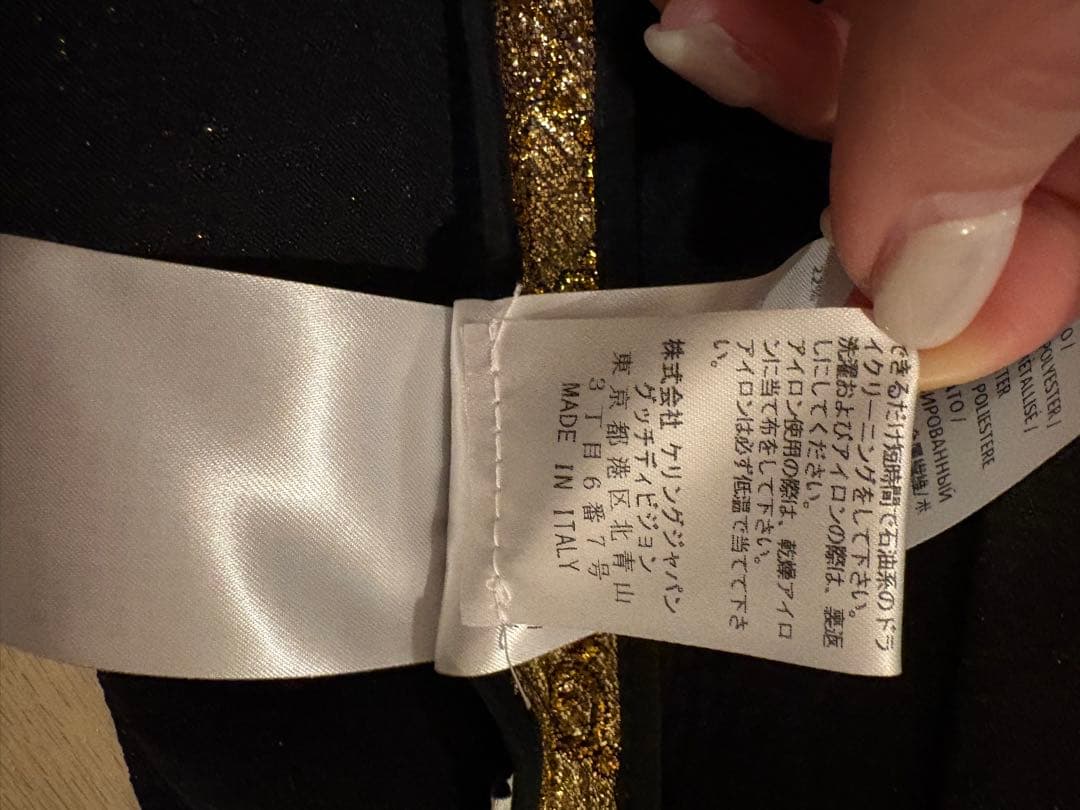 できるだけ短時間で石油系のドラ
イクリーニングをして下さい。
洗濯およびアイロンの際は、裏返
しにしてください。
アイロン使用の際は、乾燥アイロ
ンに当て布をして下さい。
アイロンは必ず低温で当てて下さ
い。
株式会社 ケリングジャパン
グッチディビジョン
東京都港区北青山
3丁目6番7号
MADE IN ITALY
POLYESTER /
POLIESTERE